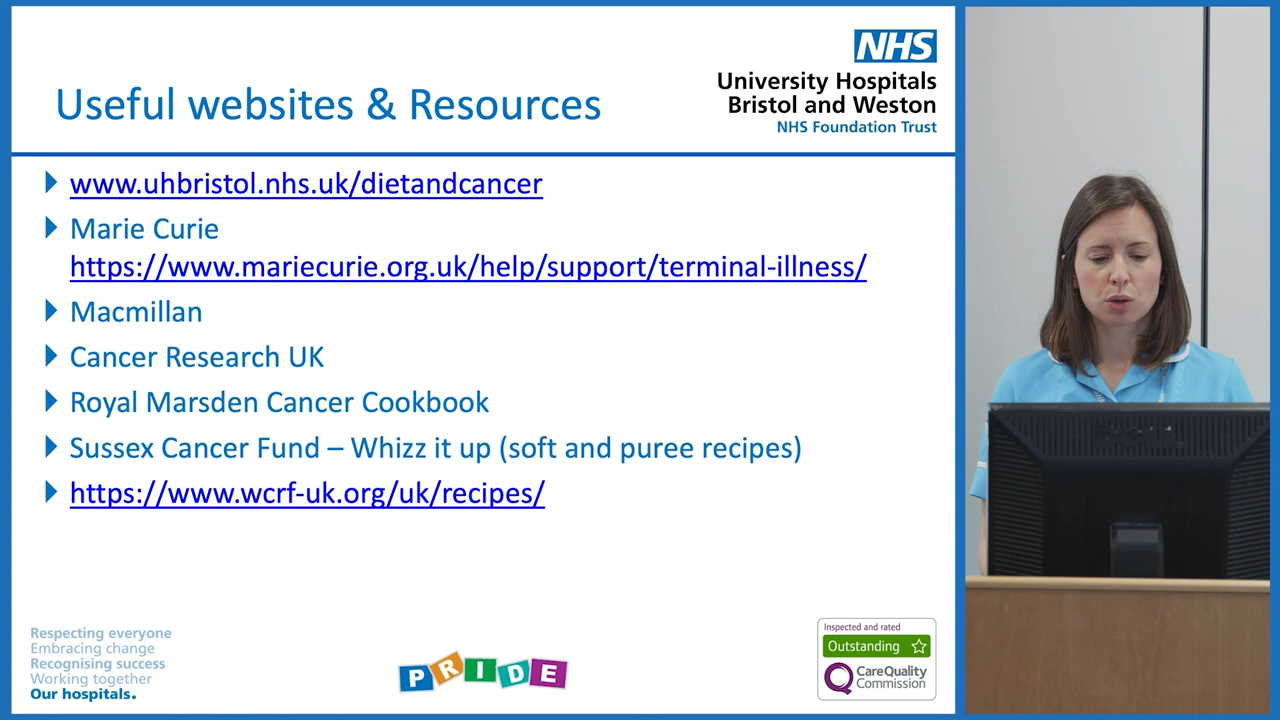 NHS
University Hospitals
Bristol and Weston
NHS Foundation Trust
Useful websites & Resources
www.uhbristol.nhs.uk/dietandcancer
Marie Curie
https://www.mariecurie.org.uk/help/support/terminal-illness/
Macmillan
Cancer Research UK
Royal Marsden Cancer Cookbook
Sussex Cancer Fund – Whizz it up (soft and puree recipes)
https://www.wcrf-uk.org/uk/recipes/
Respecting everyone
Embracing change
Recognising success
Working together
Our hospitals.
PRIDE
Inspected and rated
Outstanding
CareQuality
Commission